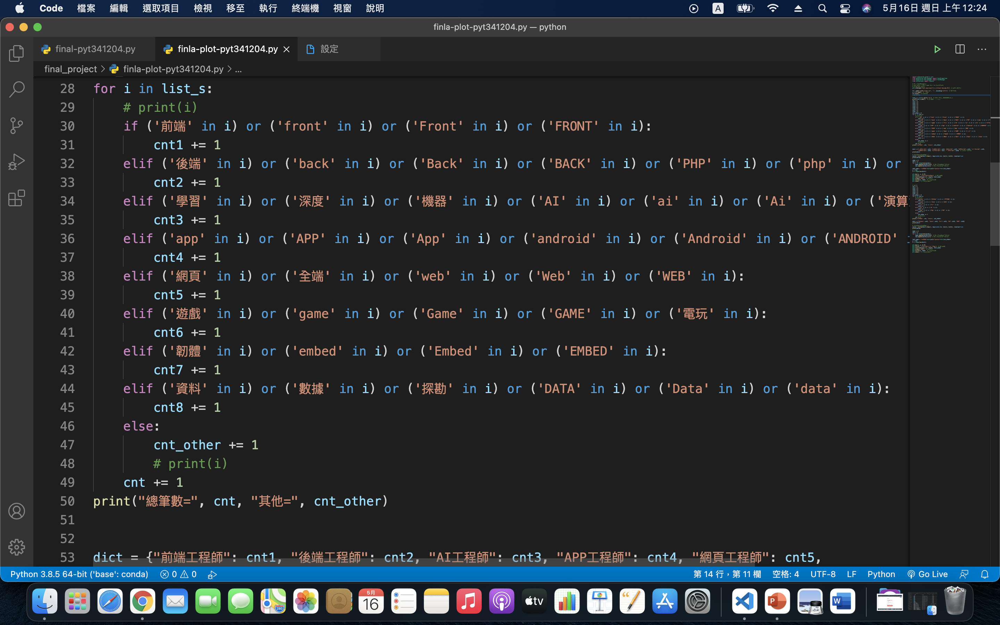 Code 檔案 編輯 選取項目 檢視 移至 執行 終端機 視窗 說明 A 5月16日 週日 上午12:24
finla-plot-pyt341204.py — python
final-pyt341204.py finla-plot-pyt341204.py 設定
final_project > finla-plot-pyt341204.py > ...
28 for i in list_s:
29 # print(i)
30 if ('前端' in i) or ('front' in i) or ('Front' in i) or ('FRONT' in i):
31 cnt1 += 1
32 elif ('後端' in i) or ('back' in i) or ('Back' in i) or ('BACK' in i) or ('PHP' in i) or ('php' in i) or
33 cnt2 += 1
34 elif ('學習' in i) or ('深度' in i) or ('機器' in i) or ('AI' in i) or ('ai' in i) or ('Ai' in i) or ('演算
35 cnt3 += 1
36 elif ('app' in i) or ('APP' in i) or ('App' in i) or ('android' in i) or ('Android' in i) or ('ANDROID'
37 cnt4 += 1
38 elif ('網頁' in i) or ('全端' in i) or ('web' in i) or ('Web' in i) or ('WEB' in i):
39 cnt5 += 1
40 elif ('遊戲' in i) or ('game' in i) or ('Game' in i) or ('GAME' in i) or ('電玩' in i):
41 cnt6 += 1
42 elif ('韌體' in i) or ('embed' in i) or ('Embed' in i) or ('EMBED' in i):
43 cnt7 += 1
44 elif ('資料' in i) or ('數據' in i) or ('探勘' in i) or ('DATA' in i) or ('Data' in i) or ('data' in i):
45 cnt8 += 1
46 else:
47 cnt_other += 1
48 # print(i)
49 cnt += 1
50 print("總筆數=", cnt, "其他=", cnt_other)
51
52
53 dict = {"前端工程師": cnt1, "後端工程師": cnt2, "AI工程師": cnt3, "APP工程師": cnt4, "網頁工程師": cnt5,
Python 3.8.5 64-bit ('base': conda) 0 0 第 14 行，第 11 欄 空格: 4 UTF-8 LF Python Go Live
280 5月 16 tv P W